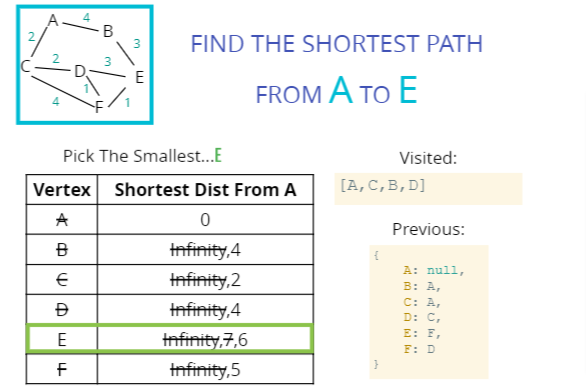 A 4 B
2 3
C 2 D 3 E
1
4 F 1
FIND THE SHORTEST PATH
FROM A TO E
Pick The Smallest...E
Vertex Shortest Dist From A
A 0
B Infinity,4
C Infinity,2
D Infinity,4
E Infinity,7,6
F Infinity,5
Visited:
[A,C,B,D]
Previous:
{
A: null,
B: A,
C: A,
D: C,
E: F,
F: D
}